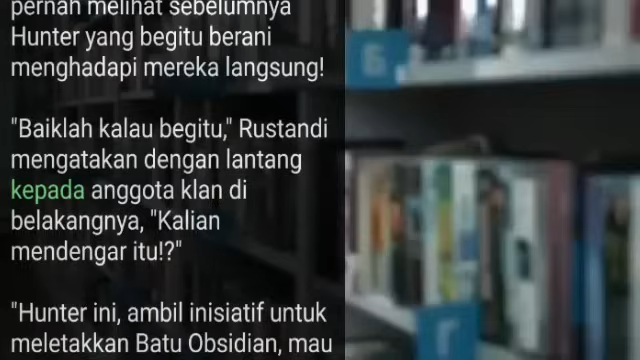 pernah melihat sebelumnya
Hunter yang begitu berani
menghadapi mereka langsung!
"Baiklah kalau begitu," Rustandi
mengatakan dengan lantang
kepada anggota klan di
belakangnya, "Kalian
mendengar itu!?"
"Hunter ini, ambil inisiatif untuk
meletakkan Batu Obsidian, mau